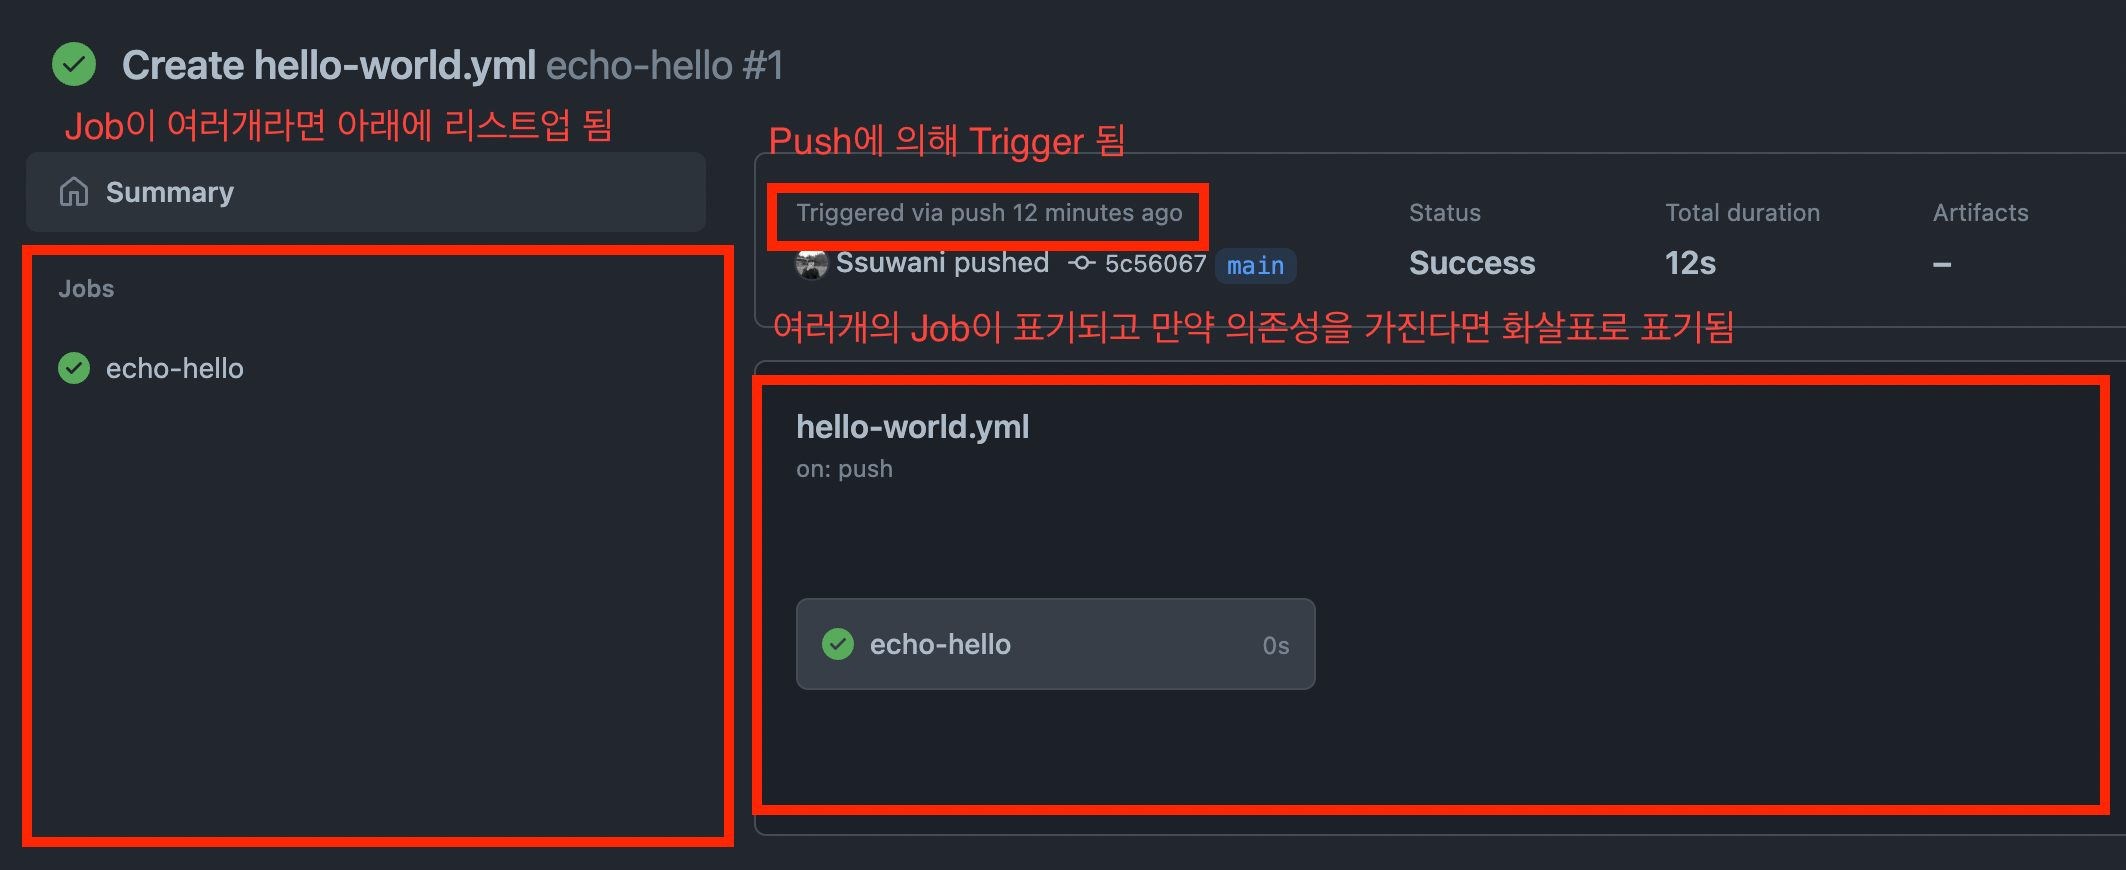 Create hello-world.yml echo-hello #1
Job이 여러개라면 아래에 리스트업 됨
Summary
Jobs
echo-hello
Push에 의해 Trigger 됨
Triggered via push 12 minutes ago
Ssuwani pushed 5c56067 main
Status
Success
Total duration
12s
Artifacts
–
여러개의 Job이 표기되고 만약 의존성을 가진다면 화살표로 표기됨
hello-world.yml
on: push
echo-hello 0s